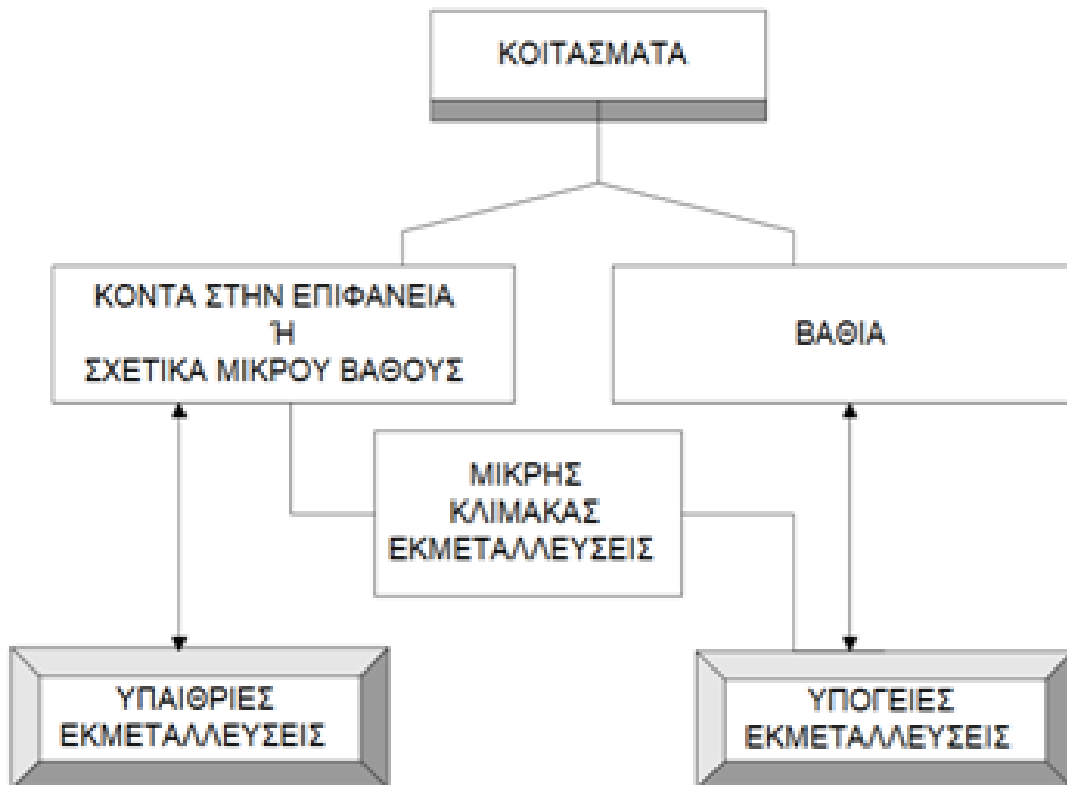 ΚΟΙΤΑΣΜΑΤΑ
ΚΟΝΤΑ ΣΤΗΝ ΕΠΙΦΑΝΕΙΑ
Ή
ΣΧΕΤΙΚΑ ΜΙΚΡΟΥ ΒΑΘΟΥΣ
ΒΑΘΙΑ
ΜΙΚΡΗΣ
ΚΛΙΜΑΚΑΣ
ΕΚΜΕΤΑΛΛΕΥΣΕΙΣ
ΥΠΑΙΘΡΙΕΣ
ΕΚΜΕΤΑΛΛΕΥΣΕΙΣ
ΥΠΟΓΕΙΕΣ
ΕΚΜΕΤΑΛΛΕΥΣΕΙΣ